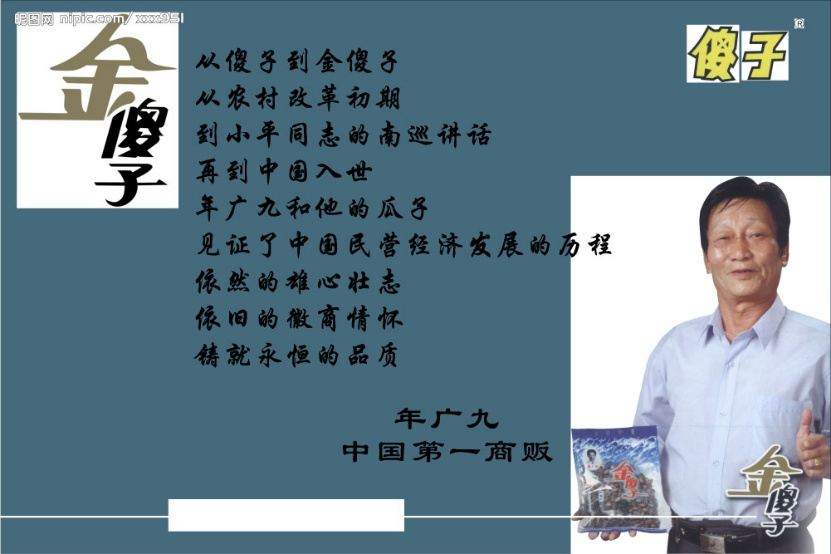 昵图网 nipic.com/xxx951
金
傻
子
傻子
®
从傻子到金傻子
从农村改革初期
到小平同志的南巡讲话
再到中国入世
年广九和他的瓜子
见证了中国民营经济发展的历程
依然的雄心壮志
依旧的徽商情怀
铸就永恒的品质
年广九
中国第一商贩
金
傻
子
金
傻
子